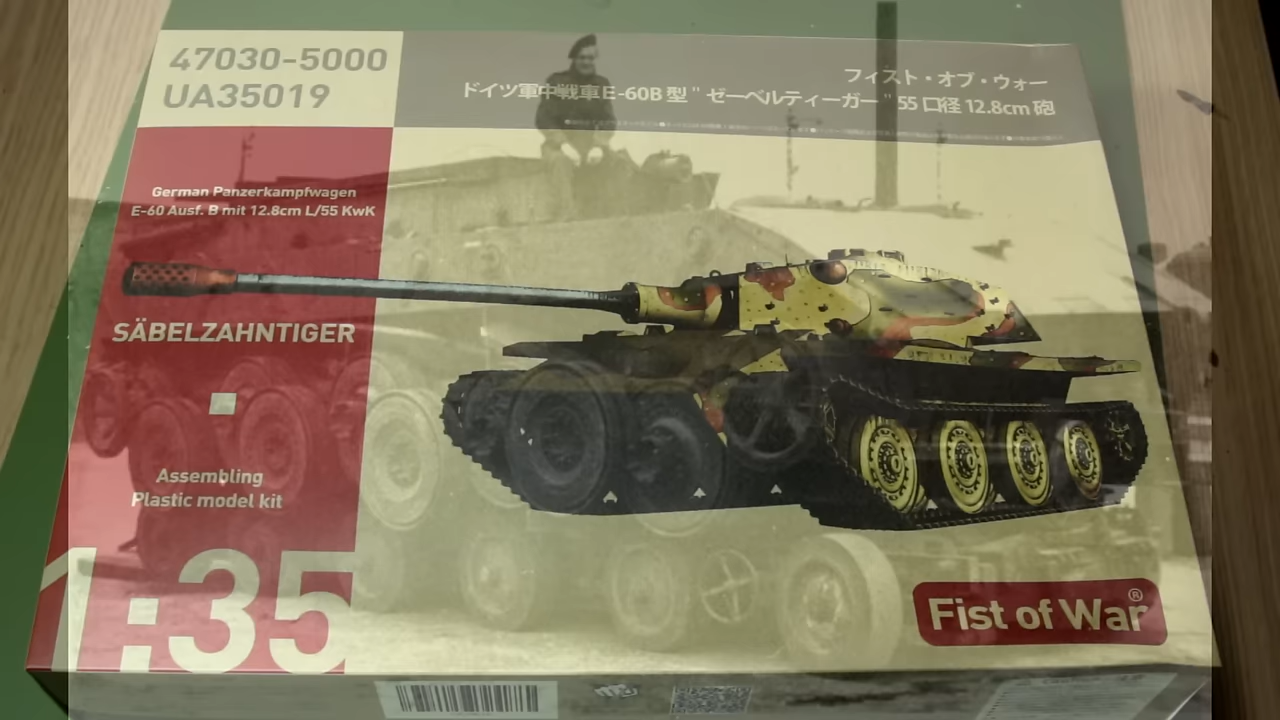 47030-5000
UA35019
フィスト・オブ・ウォー
ドイツ軍中戦車E-60B型"ゼーベルティーガー"55口径12.8cm砲
German Panzerkampfwagen
E-60 Ausf. B mit 12.8cm L/55 KwK
SÄBELZAHNTIGER
Assembling
Plastic model kit
1:35
Fist of War®